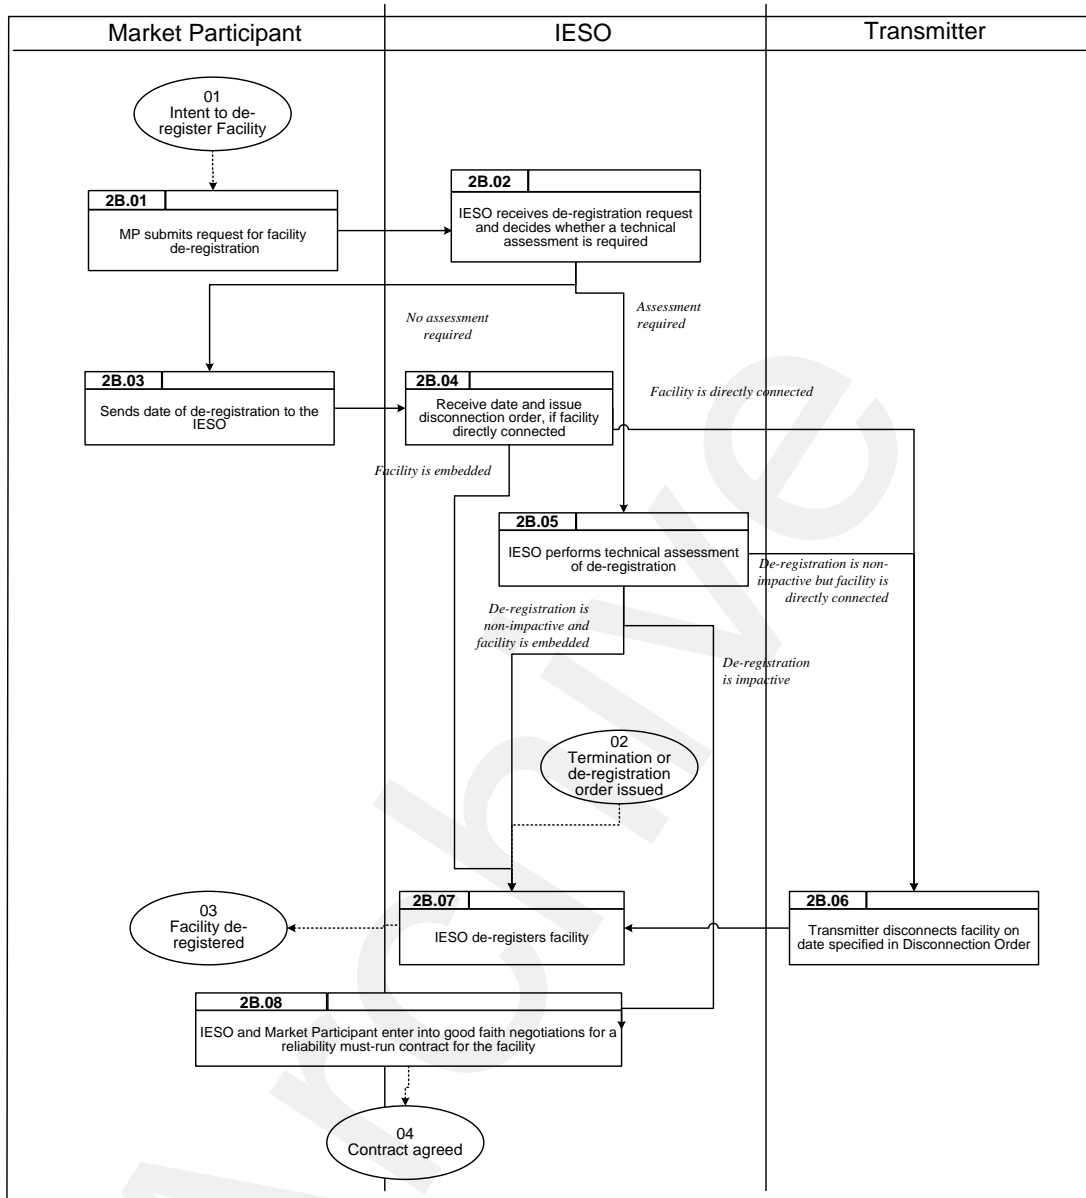 Market Participant
IESO
Transmitter
01
Intent to de-
register Facility
2B.01
MP submits request for facility
de-registration
2B.02
IESO receives de-registration request
and decides whether a technical
assessment is required
No assessment
required
Assessment
required
2B.03
Sends date of de-registration to the
IESO
2B.04
Receive date and issue
disconnection order, if facility
directly connected
Facility is directly connected
Facility is embedded
2B.05
IESO performs technical assessment
of de-registration
De-registration is non-
impactive but facility is
directly connected
De-registration is
non-impactive and
facility is embedded
De-registration
is impactive
02
Termination or
de-registration
order issued
03
Facility de-
registered
2B.07
IESO de-registers facility
2B.06
Transmitter disconnects facility on
date specified in Disconnection Order
2B.08
IESO and Market Participant enter into good faith negotiations for a
reliability must-run contract for the facility
04
Contract agreed
Archive